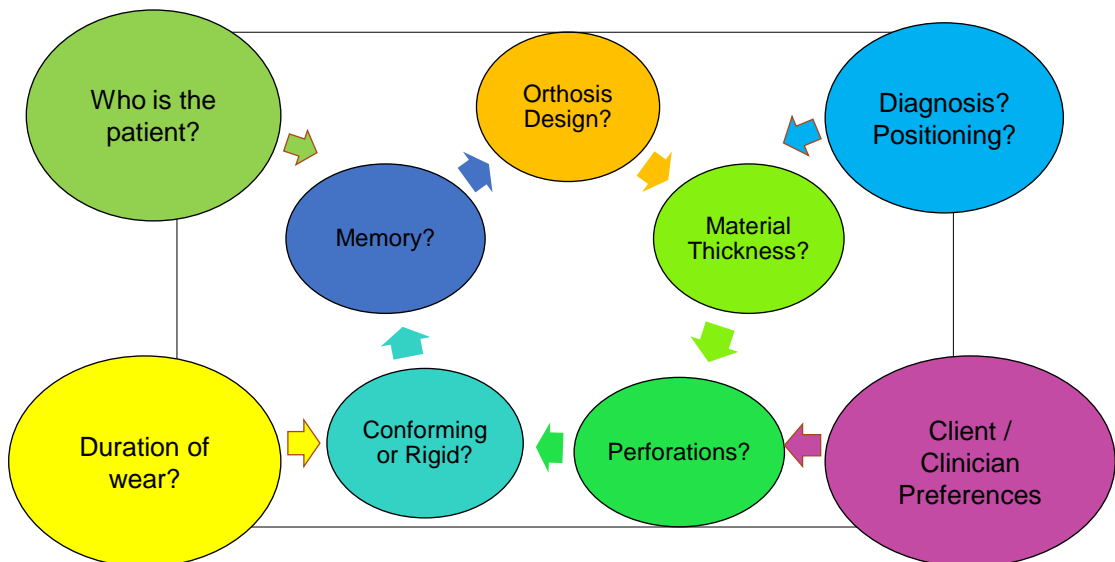 Who is the
patient?
Orthosis
Design?
Diagnosis?
Positioning?
Memory?
Material
Thickness?
Duration of
wear?
Conforming
or Rigid?
Perforations?
Client /
Clinician
Preferences